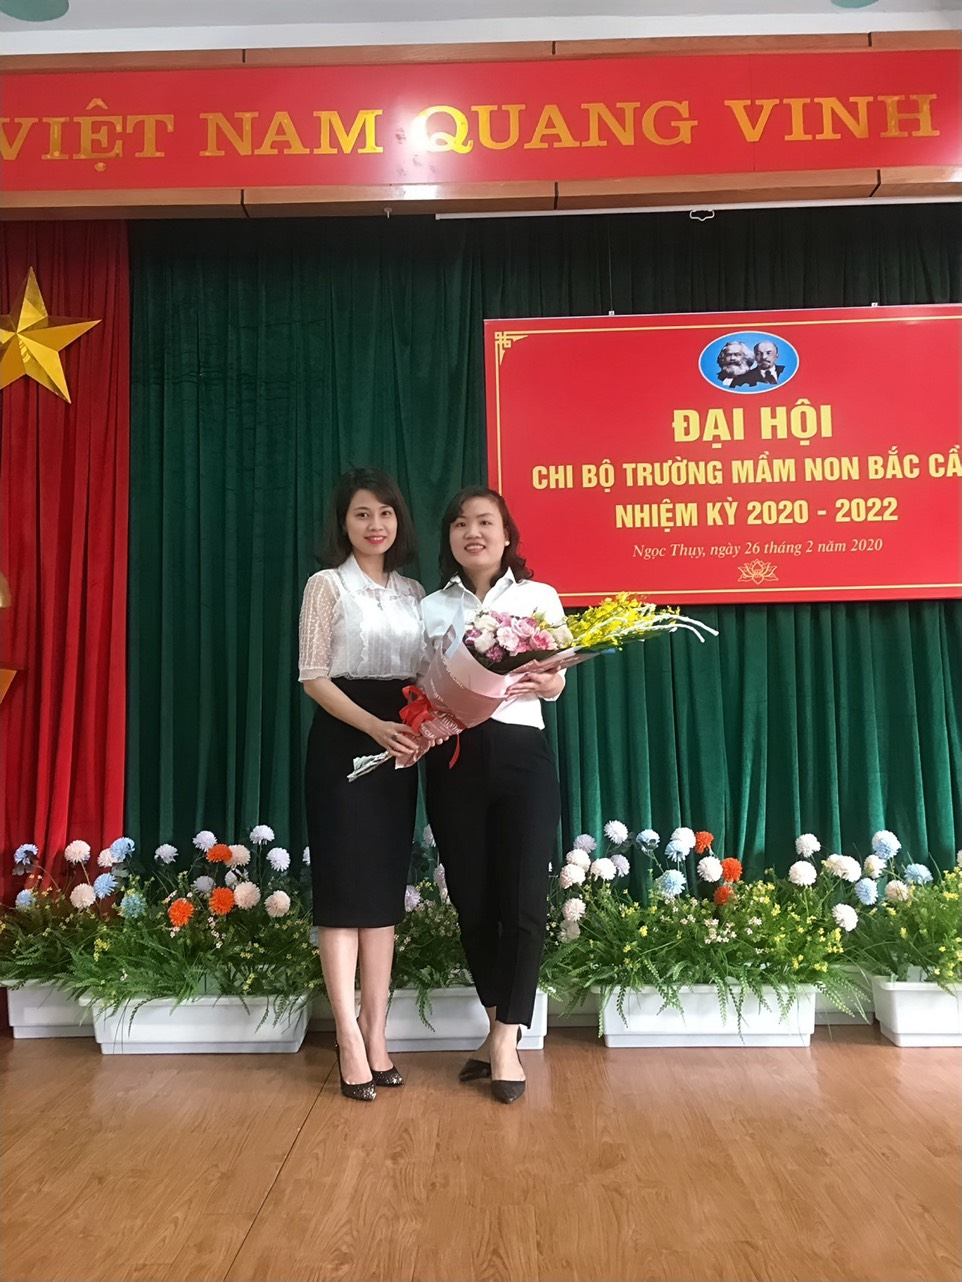 VIỆT NAM QUANG VINH
ĐẠI HỘI
CHI BỘ TRƯỜNG MẦM NON BẮC CẦ
NHIỆM KỲ 2020 - 2022
Ngọc Thụy, ngày 26 tháng 2 năm 2020